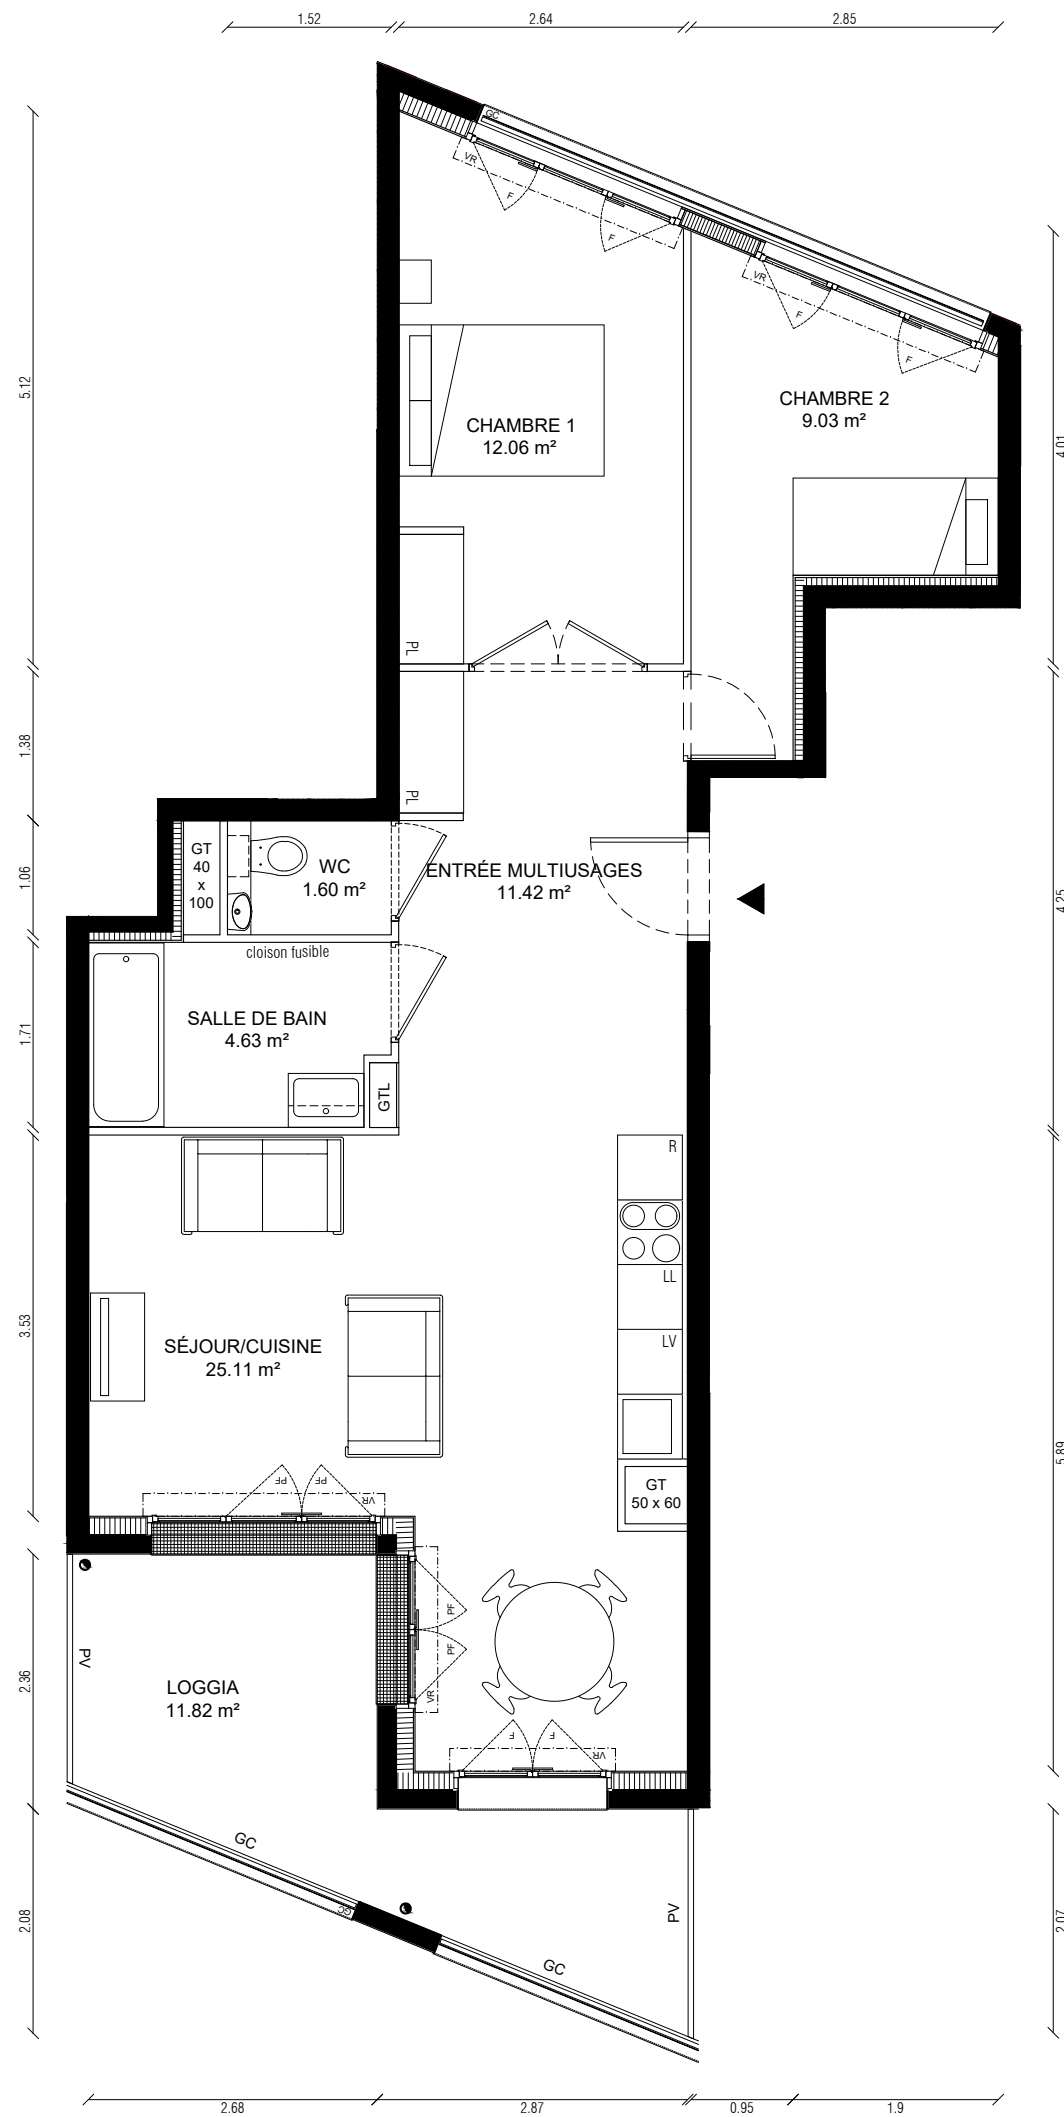 1.52
2.64
2.85
GC
VR
F
F
VR
F
F
5.12
4.01
CHAMBRE 1
12.06 m²
CHAMBRE 2
9.03 m²
PL
PL
1.38
1.06
4.25
GT
40
x
100
WC
1.60 m²
ENTRÉE MULTIUSAGES
11.42 m²
cloison fusible
SALLE DE BAIN
4.63 m²
1.71
GTL
R
LL
LV
3.53
SÉJOUR/CUISINE
25.11 m²
5.89
GT
50 x 60
PF
PF
VR
PF
PF
VR
PV
2.36
LOGGIA
11.82 m²
F
F
VR
GC
GC
PV
GC
2.08
2.07
2.68
2.87
0.95
1.9